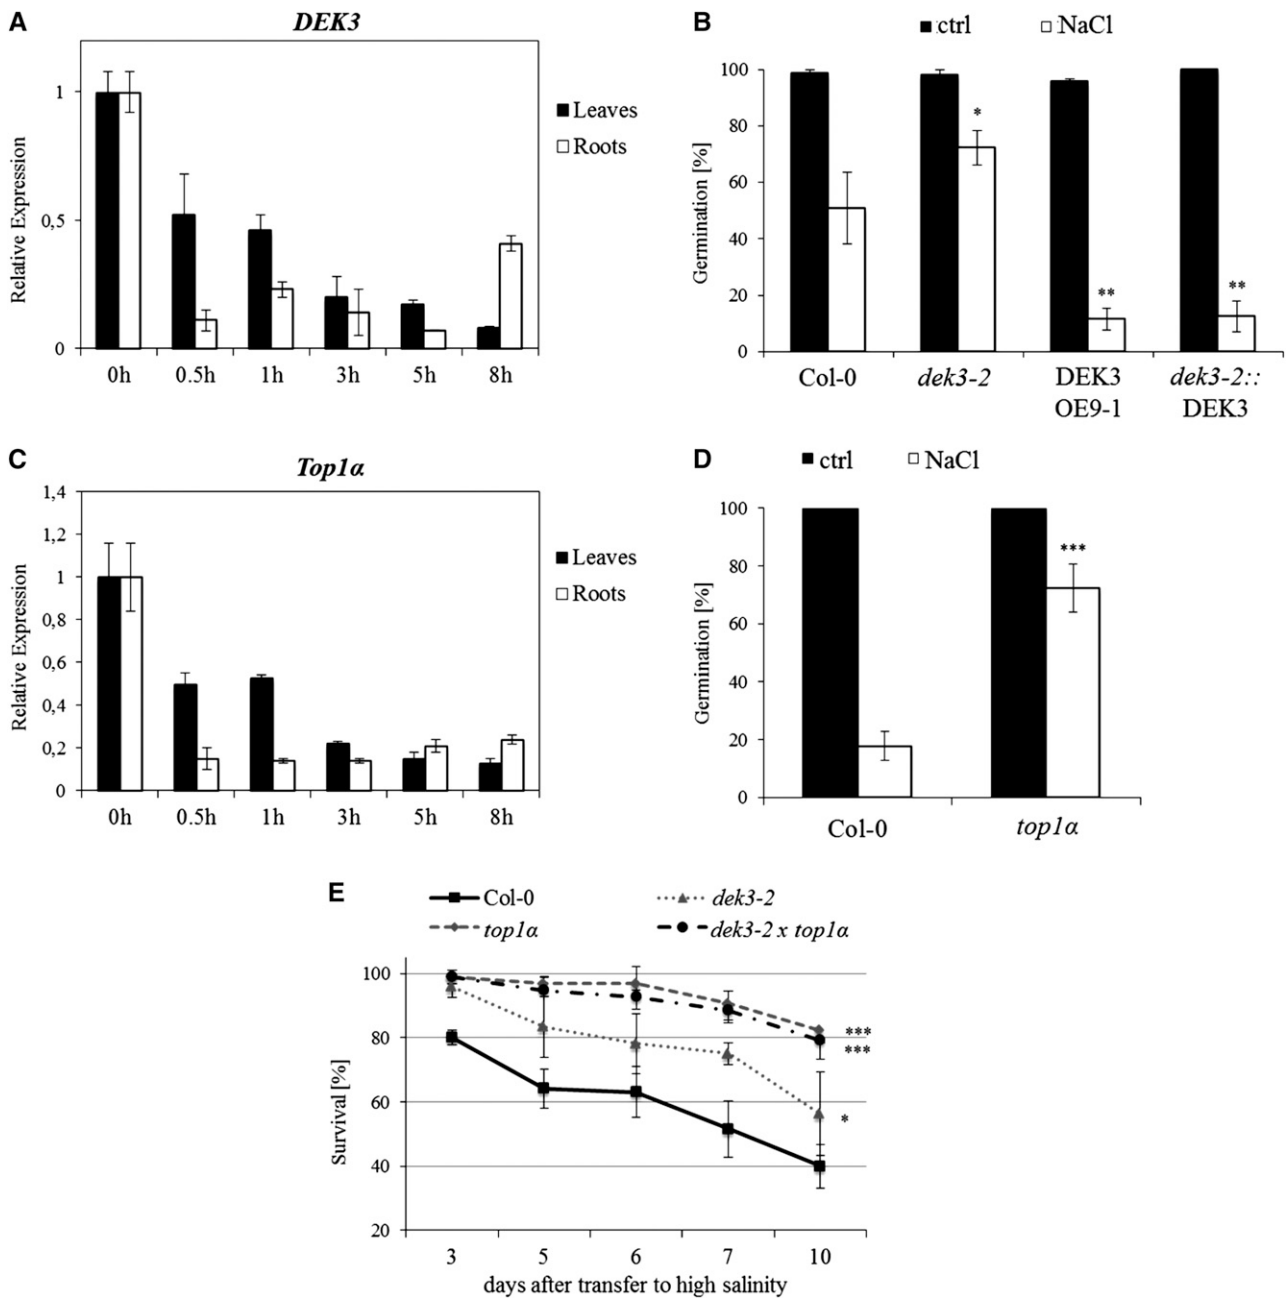 A
DEK3
Relative Expression
1
0,5
0
0h 0.5h 1h 3h 5h 8h
Leaves
Roots
B
ctrl NaCl
Germination [%]
100
80
60
40
20
0
*
**
**
Col-0 dek3-2 DEK3 dek3-2::
OE9-1 DEK3
C
Top1α
Relative Expression
1,4
1,2
1
0,8
0,6
0,4
0,2
0
0h 0.5h 1h 3h 5h 8h
Leaves
Roots
D
ctrl NaCl
Germination [%]
100
80
60
40
20
0
***
Col-0 top1α
E
Col-0 dek3-2
top1α dek3-2 x top1α
Survival [%]
100
80
60
40
20
***
***
*
3 5 6 7 10
days after transfer to high salinity